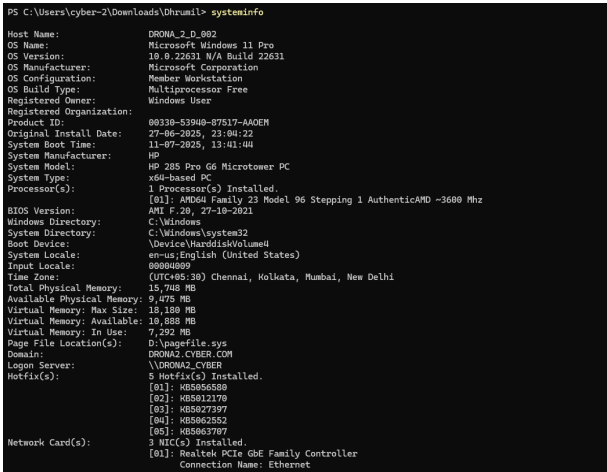 PS C:\Users\cyber-2\Downloads\Dhrumil> systeminfo
Host Name: DRONA_2_D_002
OS Name: Microsoft Windows 11 Pro
OS Version: 10.0.22631 N/A Build 22631
OS Manufacturer: Microsoft Corporation
OS Configuration: Member Workstation
OS Build Type: Multiprocessor Free
Registered Owner: Windows User
Registered Organization:
Product ID: 00330-53940-87517-AAOEM
Original Install Date: 27-06-2025, 23:04:22
System Boot Time: 11-07-2025, 13:41:44
System Manufacturer: HP
System Model: HP 285 Pro G6 Microtower PC
System Type: x64-based PC
Processor(s): 1 Processor(s) Installed.
[01]: AMD64 Family 23 Model 96 Stepping 1 AuthenticAMD ~3600 Mhz
BIOS Version: AMI F.20, 27-10-2021
Windows Directory: C:\Windows
System Directory: C:\Windows\system32
Boot Device: \Device\HarddiskVolume4
System Locale: en-us;English (United States)
Input Locale: 00004009
Time Zone: (UTC+05:30) Chennai, Kolkata, Mumbai, New Delhi
Total Physical Memory: 15,748 MB
Available Physical Memory: 9,475 MB
Virtual Memory: Max Size: 18,180 MB
Virtual Memory: Available: 10,888 MB
Virtual Memory: In Use: 7,292 MB
Page File Location(s): D:\pagefile.sys
Domain: DRONA2.CYBER.COM
Logon Server: \\DRONA2_CYBER
Hotfix(s): 5 Hotfix(s) Installed.
[01]: KB5056580
[02]: KB5012170
[03]: KB5027397
[04]: KB5062552
[05]: KB5063707
Network Card(s): 3 NIC(s) Installed.
[01]: Realtek PCIe GbE Family Controller
Connection Name: Ethernet